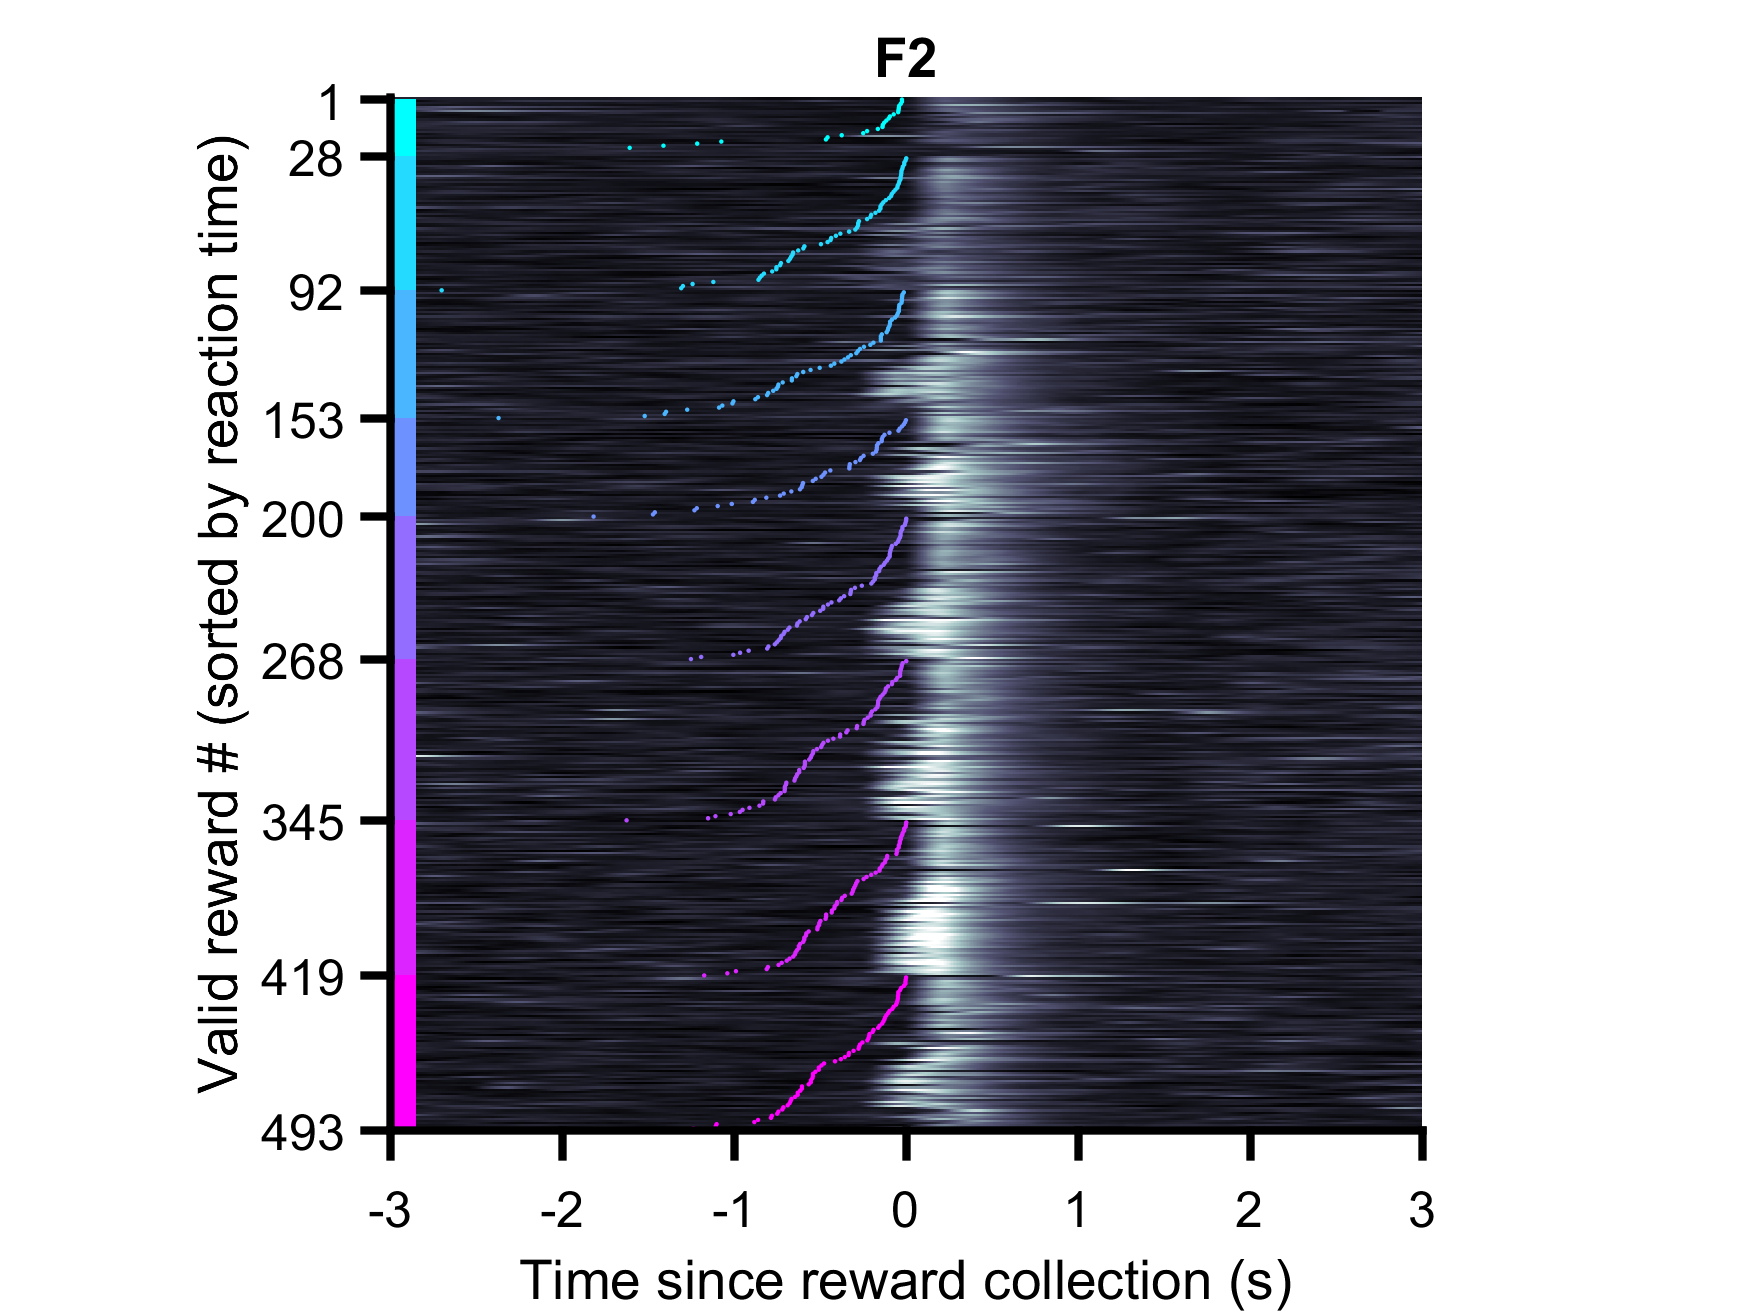 F2
Valid reward # (sorted by reaction time)
1
28
92
153
200
268
345
419
493
-3 -2 -1 0 1 2 3
Time since reward collection (s)